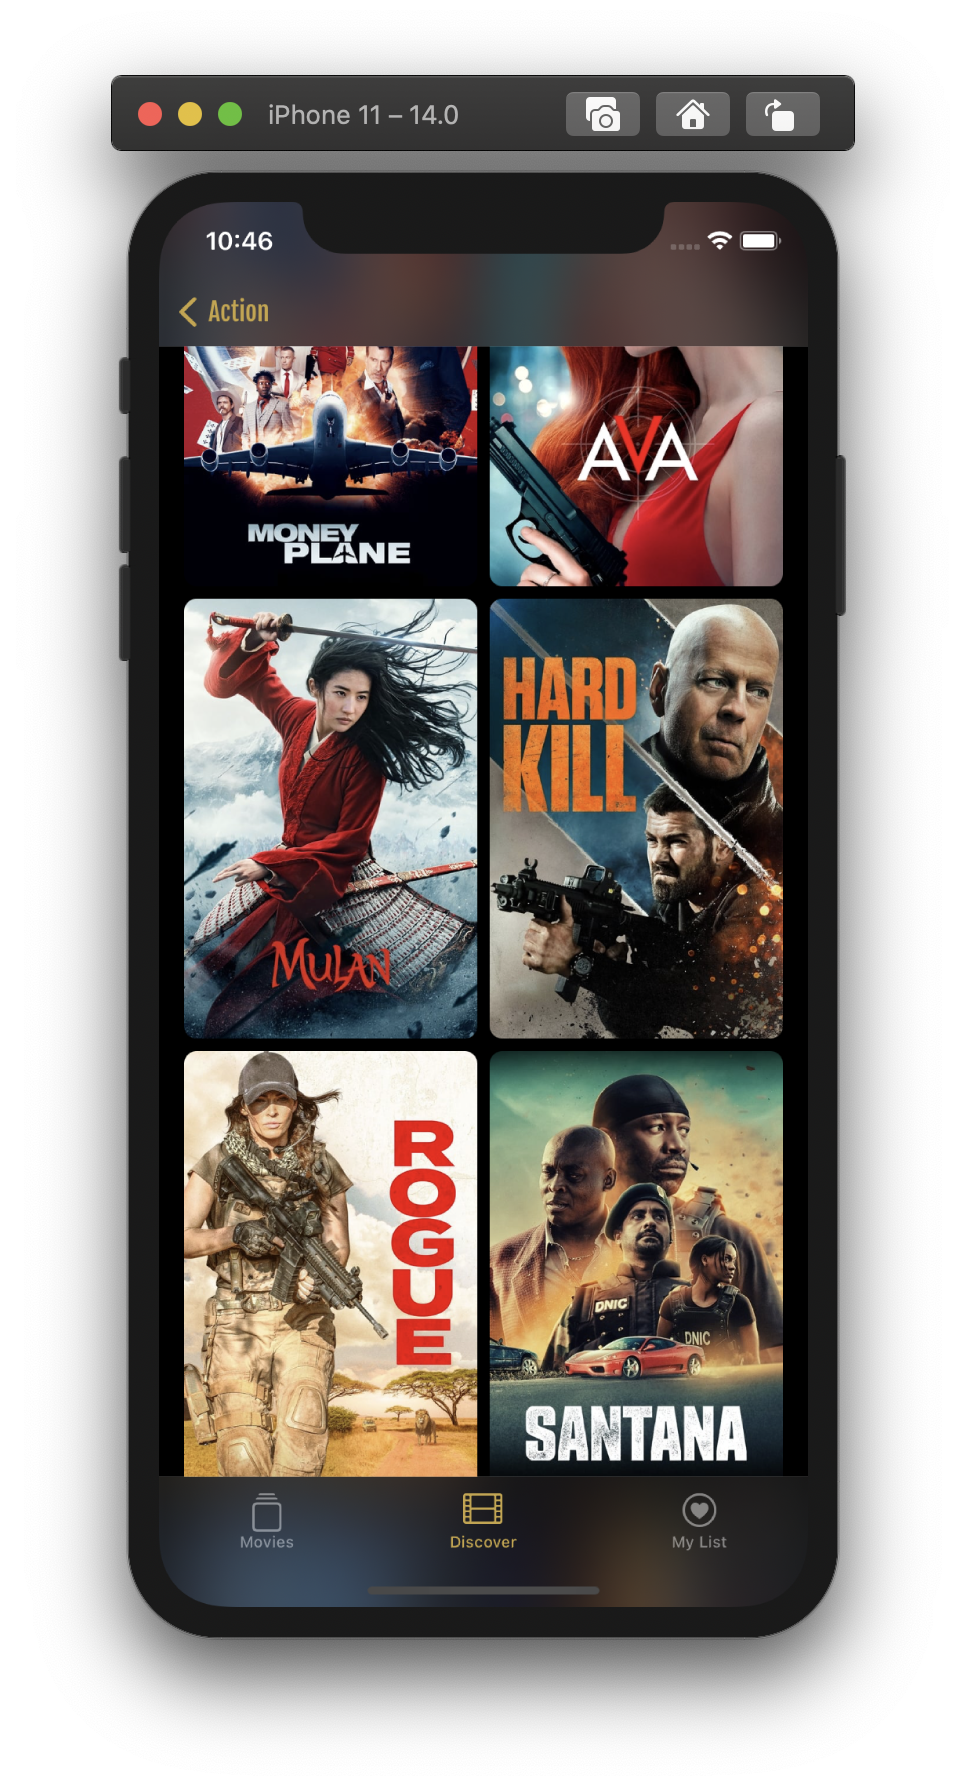 iPhone 11 – 14.0
10:46
Action
MONEY
PLANE
AVA
MULAN
HARD
KILL
ROGUE
DNIC
DNIC
SANTANA
Movies
Discover
My List